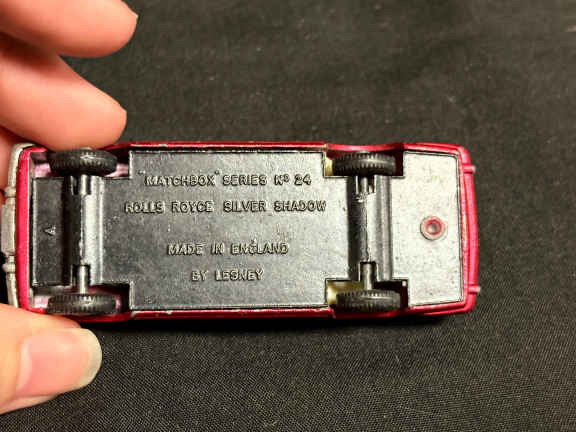 "MATCHBOX" SERIES Nº 24
ROLLS ROYCE SILVER SHADOW
MADE IN ENGLAND
BY LESNEY
A